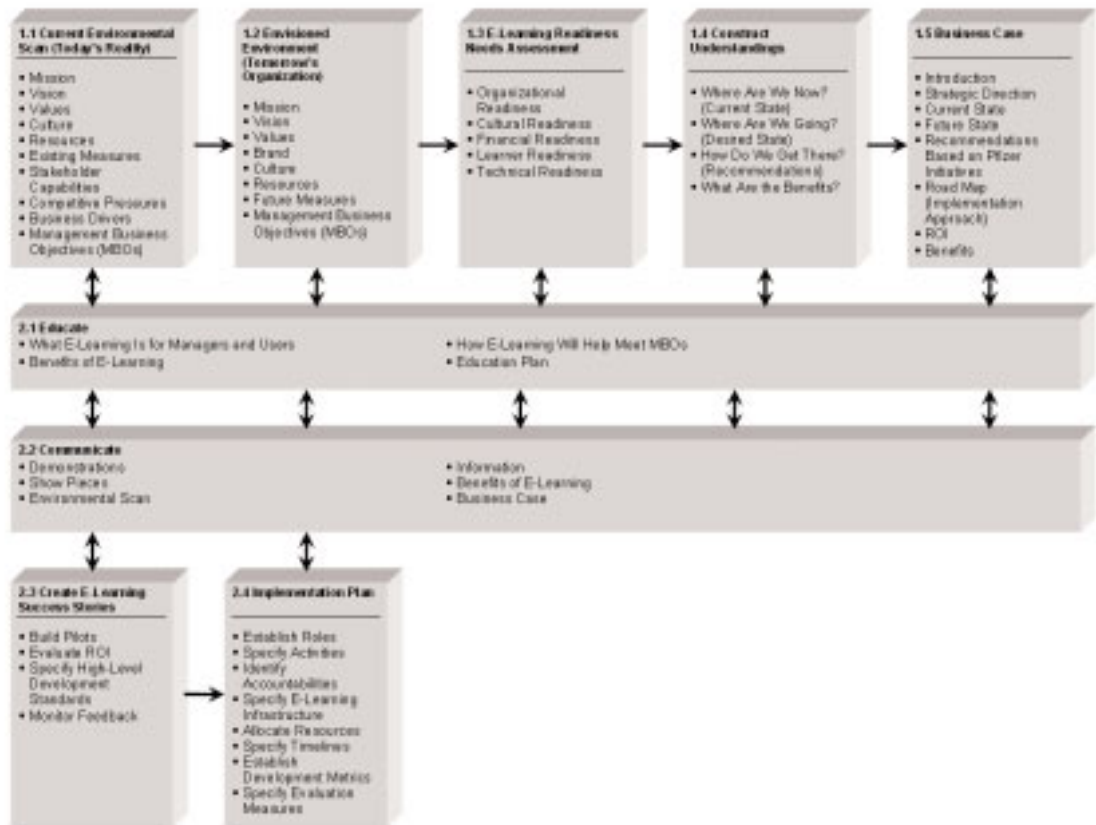 1.1 Current Environmental
Scan (Today's Reality)
• Mission
• Vision
• Values
• Culture
• Resources
• Existing Measures
• Stakeholder
Capabilities
• Competitive Pressures
• Business Drivers
• Management Business
Objectives (MBOs)
1.2 Envisioned
Environment
(Tomorrow's
Organization)
• Mission
• Vision
• Values
• Brand
• Culture
• Resources
• Future Measures
• Management Business
Objectives (MBOs)
1.3 E-Learning Readiness
Needs Assessment
• Organizational
Readiness
• Cultural Readiness
• Financial Readiness
• Learner Readiness
• Technical Readiness
1.4 Construct
Understandings
• Where Are We Now?
(Current State)
• Where Are We Going?
(Desired State)
• How Do We Get There?
(Recommendations)
• What Are the Benefits?
1.5 Business Case
• Introduction
• Strategic Direction
• Current State
• Future State
• Recommendations
Based on Pfizer
Initiatives
• Road Map
(Implementation
Approach)
• ROI
• Benefits
2.1 Educate
• What E-Learning Is for Managers and Users
• Benefits of E-Learning
• How E-Learning Will Help Meet MBOs
• Education Plan
2.2 Communicate
• Demonstrations
• Show Pieces
• Environmental Scan
• Information
• Benefits of E-Learning
• Business Case
2.3 Create E-Learning
Success Stories
• Build Pilots
• Evaluate ROI
• Specify High-Level
Development
Standards
• Monitor Feedback
2.4 Implementation Plan
• Establish Roles
• Specify Activities
• Identify
Accountabilities
• Specify E-Learning
Infrastructure
• Allocate Resources
• Specify Timelines
• Establish
Development Metrics
• Specify Evaluation
Measures